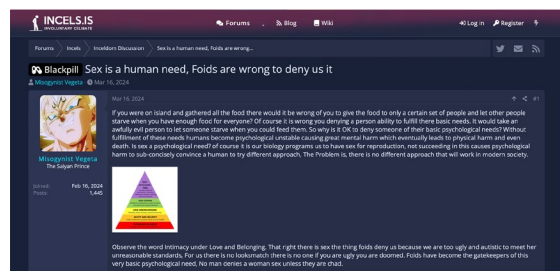 INCELS.IS
INVOLUNTARY CELIBATE
Forums
Blog
Wiki
Log in
Register
Forums
Incels
Inceldom Discussion
Sex is a human need, Foids are wrong...
Blackpill Sex is a human need, Foids are wrong to deny us it
Misogynist Vegeta · Mar 16, 2024
Mar 16, 2024
#1
Misogynist Vegeta
The Saiyan Prince
Joined: Feb 16, 2024
Posts: 1,445
If you were on island and gathered all the food there would it be wrong of you to give the food to only a certain set of people and let other people
starve when you have enough food for everyone? Of course it is wrong you denying a person ability to fulfill there basic needs. It would take an
awfully evil person to let someone starve when you could feed them. So why is it OK to deny someone of their basic psychological needs? Without
fulfillment of these needs humans become psychological unstable causing great mental harm which eventually leads to physical harm and even
death. Is sex a psychological need? of course it is our biology programs us to have sex for reproduction, not succeeding in this causes psychological
harm to sub-concisely convince a human to try different approach, The Problem is, there is no different approach that will work in modern society.
Observe the word Intimacy under Love and Belonging. That right there is sex the thing foids deny us because we are too ugly and autistic to meet her
unreasonable standards, For us there is no looksmatch there is no one if you are ugly you are doomed. Foids have become the gatekeepers of this
very basic psychological need, No man denies a woman sex unless they are chad.